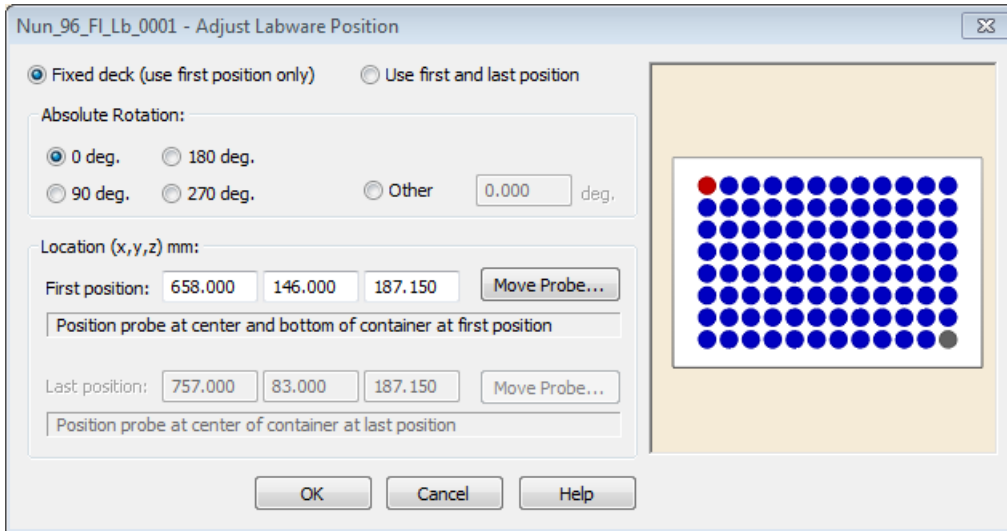 Nun_96_Fl_Lb_0001 - Adjust Labware Position
Fixed deck (use first position only) Use first and last position
Absolute Rotation:
0 deg. 180 deg.
90 deg. 270 deg. Other 0.000 deg.
Location (x,y,z) mm:
First position: 658.000 146.000 187.150 Move Probe...
Position probe at center and bottom of container at first position
Last position: 757.000 83.000 187.150 Move Probe...
Position probe at center of container at last position
OK Cancel Help